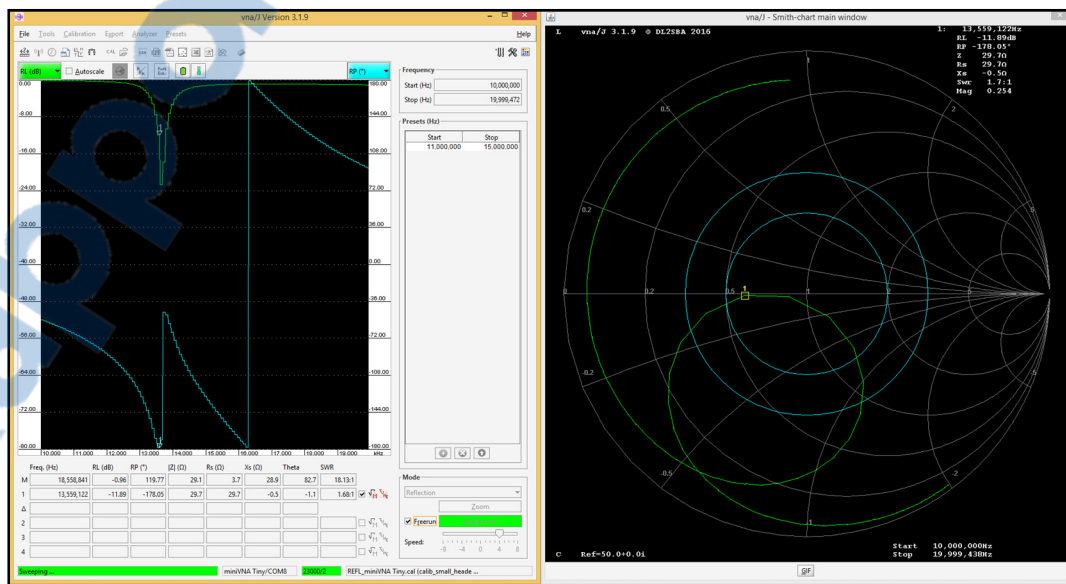 vna/J Version 3.1.9
File Tools Calibration Export Analyzer Presets Help
RL (dB) Autoscale RP (°)
0.00 180.00
-8.00 144.00
-16.00 108.00
-24.00 72.00
-32.00 36.00
-40.00 0.00
-48.00 -36.00
-56.00 -72.00
-64.00 -108.00
-72.00 -144.00
-80.00 -180.00
1
1
10.000 11.000 12.000 13.000 14.000 15.000 16.000 17.000 18.000 19.000 kHz
Frequency
Start (Hz) 10,000,000
Stop (Hz) 19,999,472
Presets (Hz)
Start Stop
11,000,000 15,000,000
Freq. (Hz) RL (dB) RP (°) |Z| (Ω) Rs (Ω) Xs (Ω) Theta SWR
M 18,558,841 -0.96 119.77 29.1 3.7 28.9 82.7 18.13:1
1 13,559,122 -11.89 -178.05 29.7 29.7 -0.5 -1.1 1.68:1
Δ
2
3
4
Mode
Reflection
Zoom
Freerun
Speed:
-8 -4 0 4 8
Sweeping ... miniVNA Tiny/COM8 23000/2 REFL_miniVNA Tiny.cal (calib_small_heade ...
vna/J - Smith-chart main window
L vna/J 3.1.9 @ DL2SBA 2016
1: 13,559,122Hz
RL -11.89dB
RP -178.05°
Z 29.7Ω
Rs 29.7Ω
Xs -0.5Ω
Swr 1.7:1
Mag 0.254
1
0.5 2
0.2 5
0 0.2 0.5 1 2 5
1
-0.2 -5
-0.5 -2
1
C Ref=50.0+0.0i
Start 10,000,000Hz
Stop 19,999,438Hz
GIF